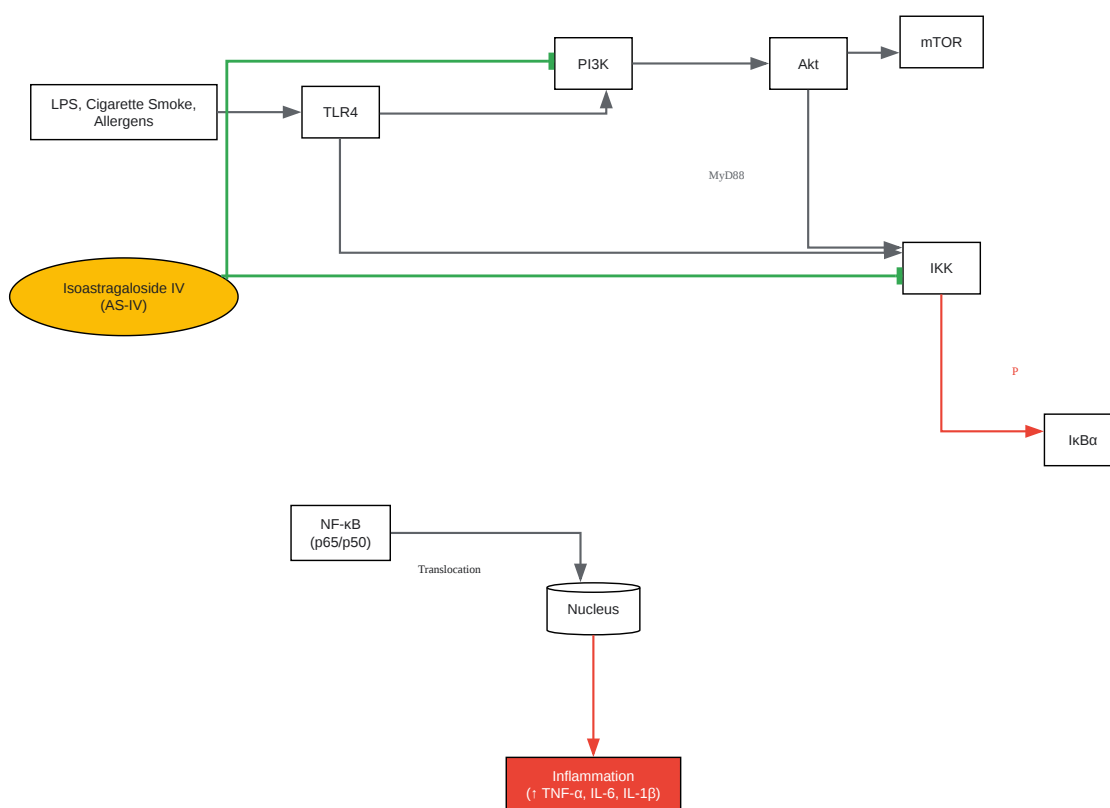 mTOR
PI3K
Akt
LPS, Cigarette Smoke,
Allergens
TLR4
MyD88
IKK
Isoastragaloside IV
(AS-IV)
P
IκBα
NF-κB
(p65/p50)
Translocation
Nucleus
Inflammation
(↑ TNF-α, IL-6, IL-1β)